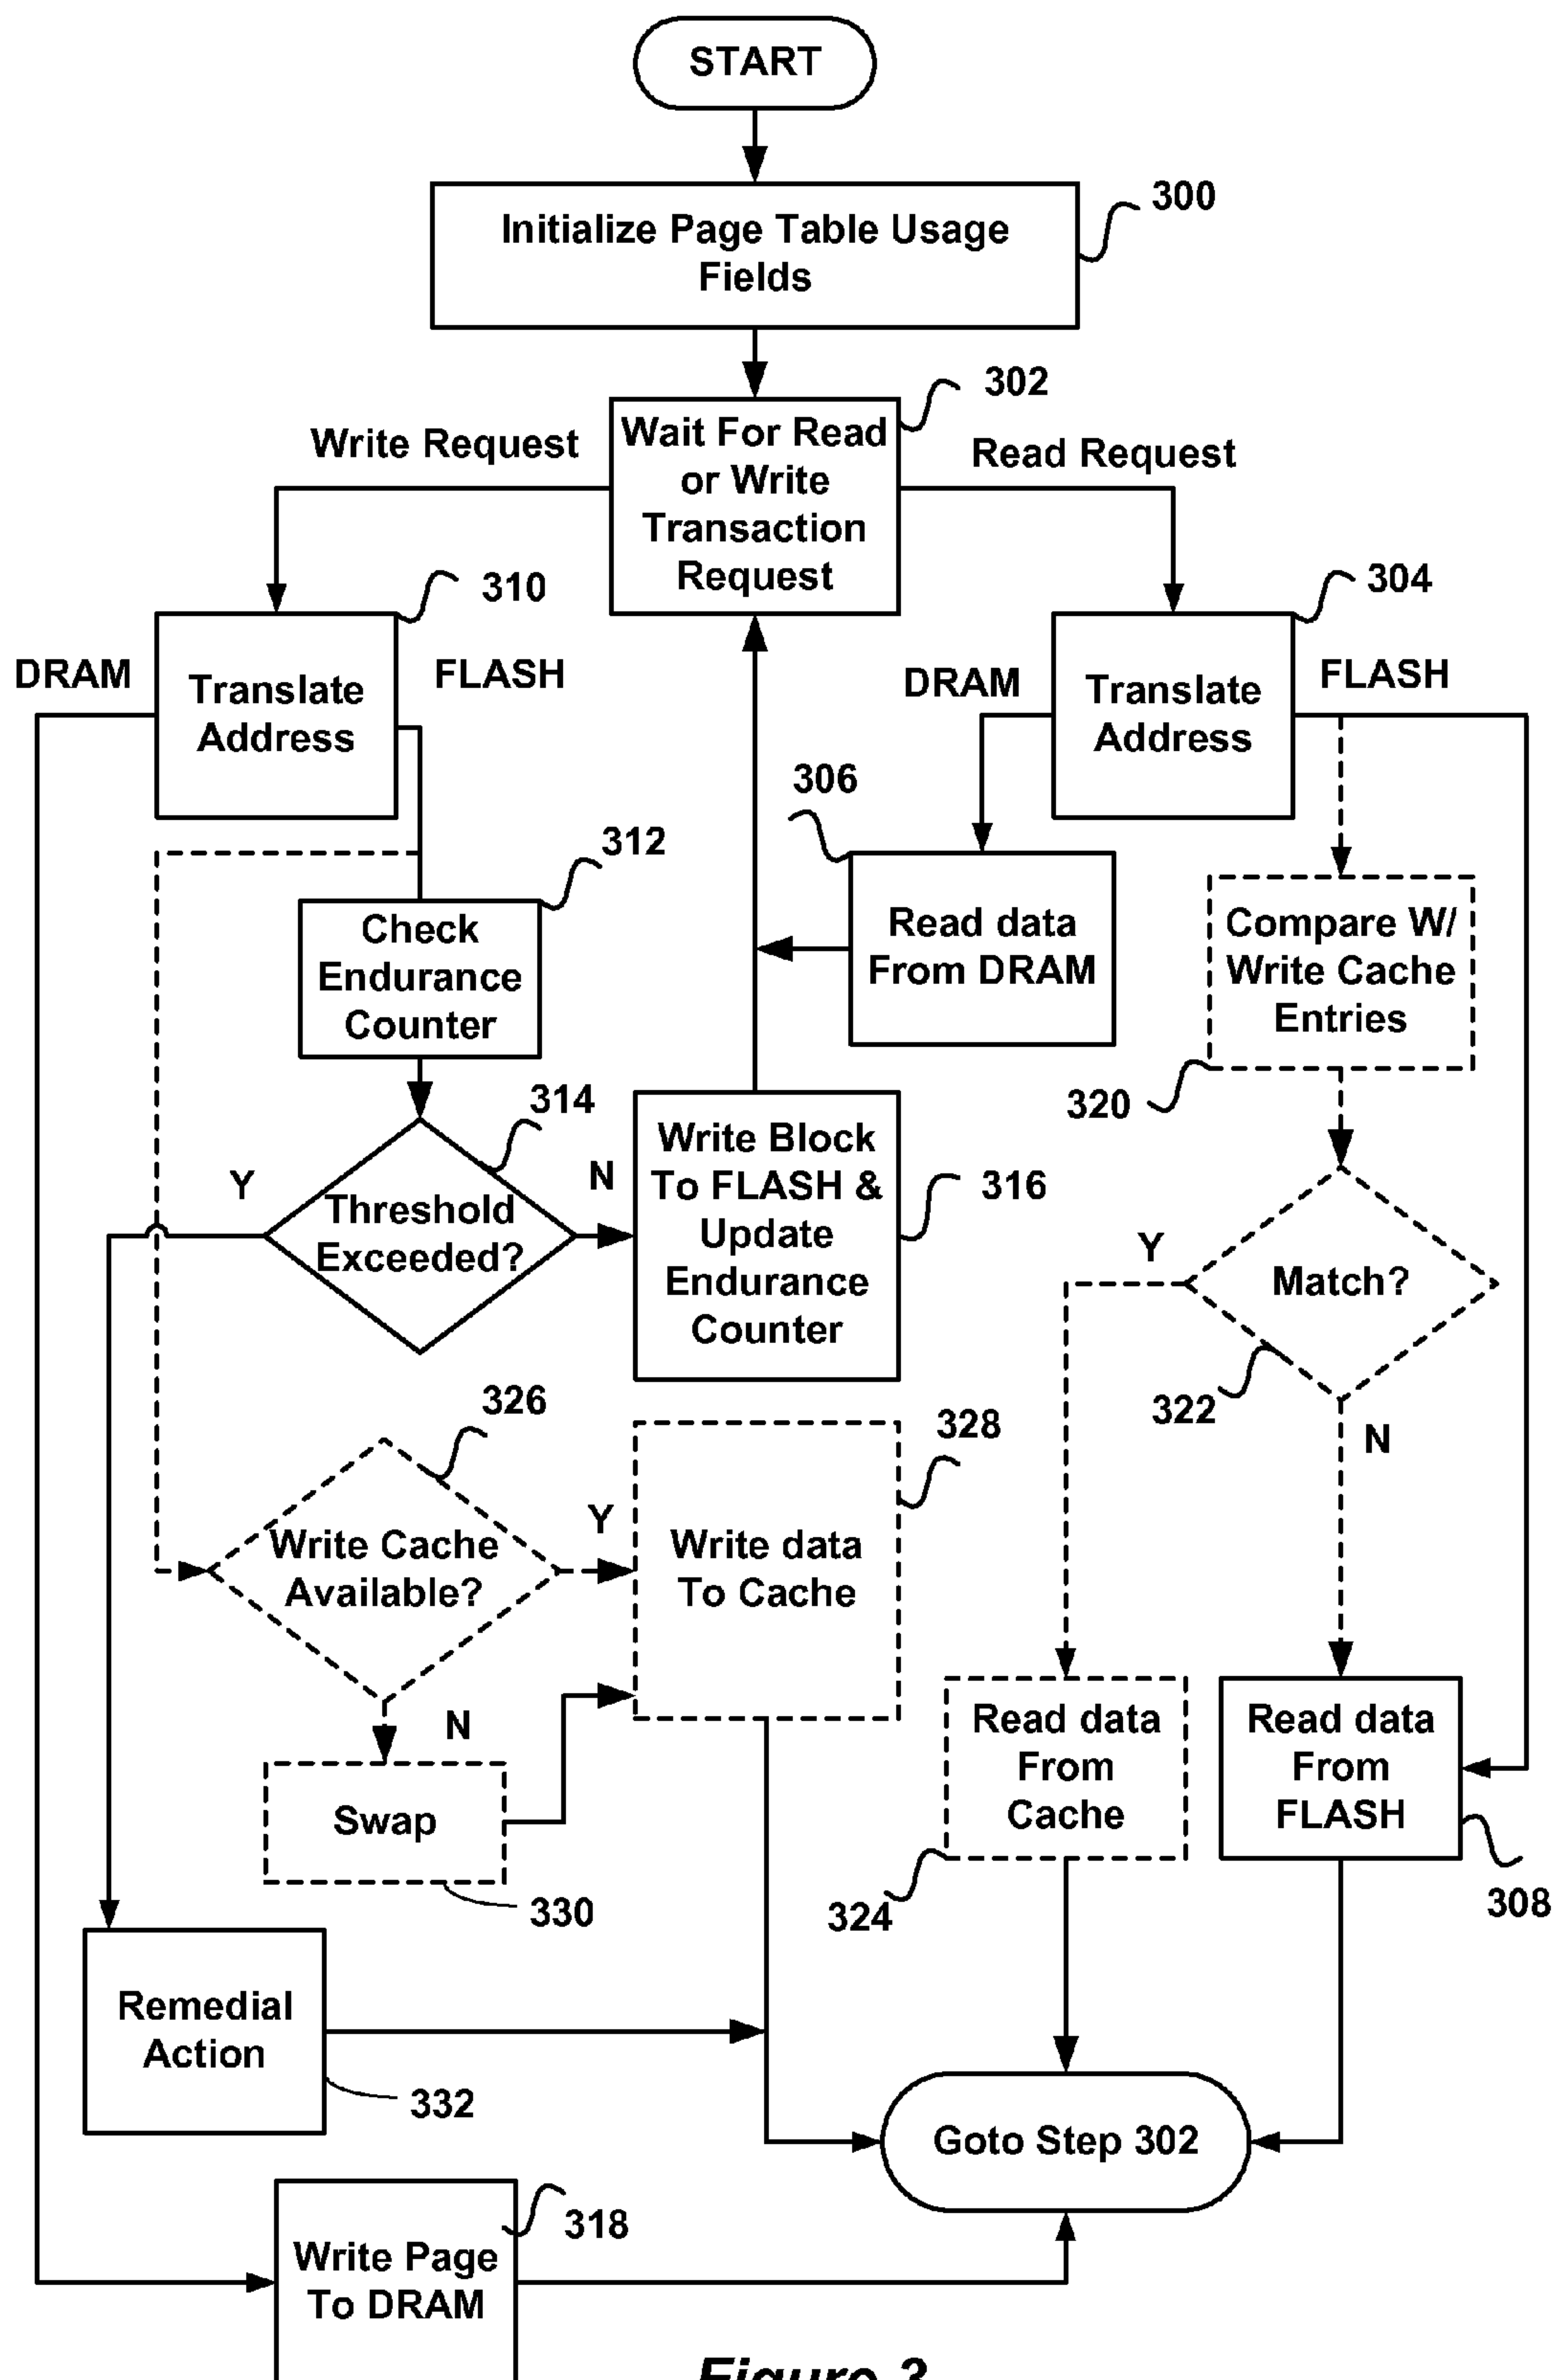 START
300
Initialize Page Table Usage
Fields
302
Write Request
Wait For Read
or Write
Transaction
Request
Read Request
310
304
DRAM
Translate
Address
FLASH
DRAM
Translate
Address
FLASH
306
312
Check
Endurance
Counter
Read data
From DRAM
Compare W/
Write Cache
Entries
320
314
Y
Threshold
Exceeded?
N
Write Block
To FLASH &
Update
Endurance
Counter
316
Y
Match?
322
N
326
328
Write Cache
Available?
Y
Write data
To Cache
N
Swap
330
Read data
From
Cache
324
Read data
From
FLASH
308
Remedial
Action
332
Goto Step 302
318
Write Page
To DRAM
Figure 3